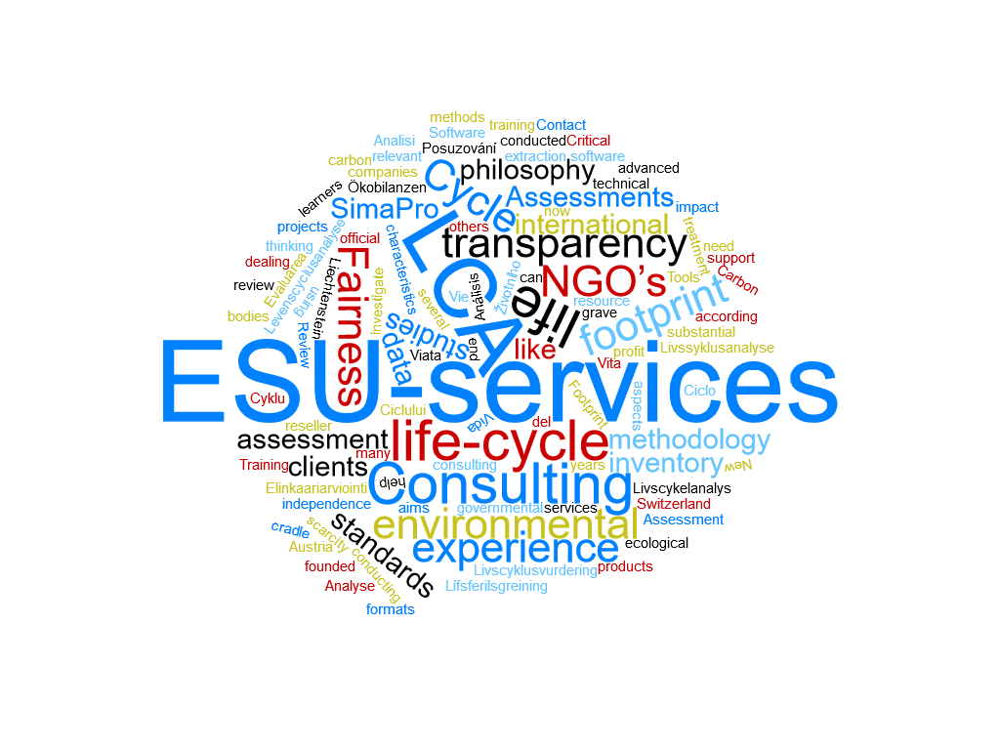 methods
training
Contact
Software
Analisi
conducted
Critical
Posuzování
relevant
extraction
software
carbon
companies
philosophy
advanced
technical
Ökobilanzen
learners
Cycle
Assessments
SimaPro
now
impact
international
projects
others
official
transparency
thinking
Levenscyclusanalyse
characteristics
treatment
need
support
dealing
Evaluarea
Liechtenstein
Fairness
LCA
Životního
can
NGO’s
Tools
Carbon
review
using
investigate
Vie
Análisis
life
resource
footprint
grave
several
bodies
Review
studies
according
substantial
data
Viata
end
like
profit
Livssyklusanalyse
Vita
ESU-services
Cyklu
Ciclului
Footprint
aspects
Ciclo
reseller
Vida
del
assessment
life-cycle
methodology
many
Training
clients
consulting
years
inventory
New
Consulting
help
Elinkaariarviointi
Livscykelanalys
independence
aims
governmental
services
Switzerland
standards
environmental
Assessment
cradle
scarcity
Austria
experience
ecological
founded
conducting
Livscyklusvurdering
products
Analyse
Lífsferilsgreining
formats